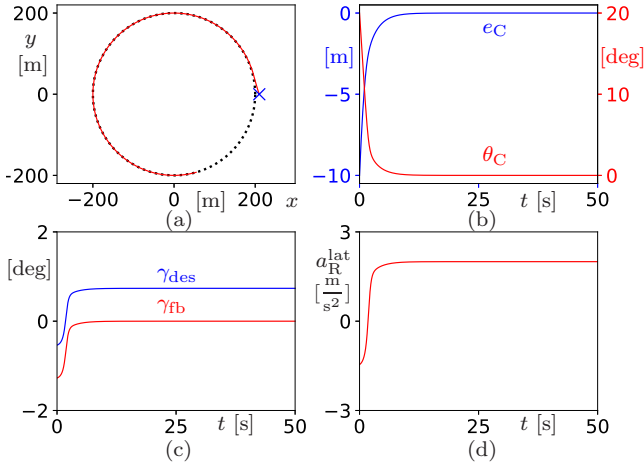 y
[m]
200
0
-200
-200
0
[m]
200
x
(a)
0
[m]
−5
−10
e_C
θ_C
20
[deg]
10
0
0
25
t [s]
50
(b)
2
[deg]
0
−2
γ_des
γ_fb
0
25
t [s]
50
(c)
3
a_R^lat
[m/s²]
0
−3
0
25
t [s]
50
(d)